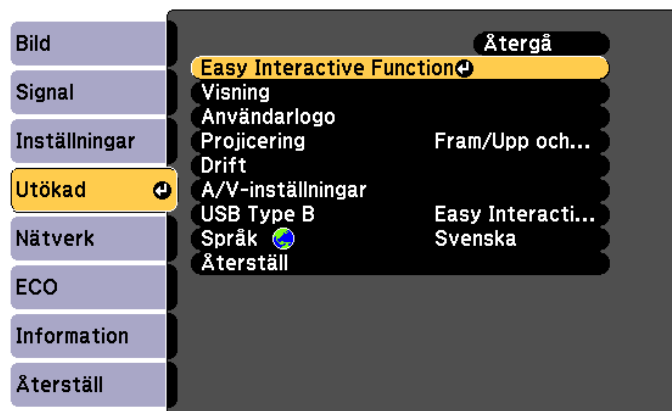 Bild
Signal
Inställningar
Utökad
Nätverk
ECO
Information
Återställ
Återgå
Easy Interactive Function
Visning
Användarlogo
Projicering Fram/Upp och...
Drift
A/V-inställningar
USB Type B Easy Interacti...
Språk Svenska
Återställ